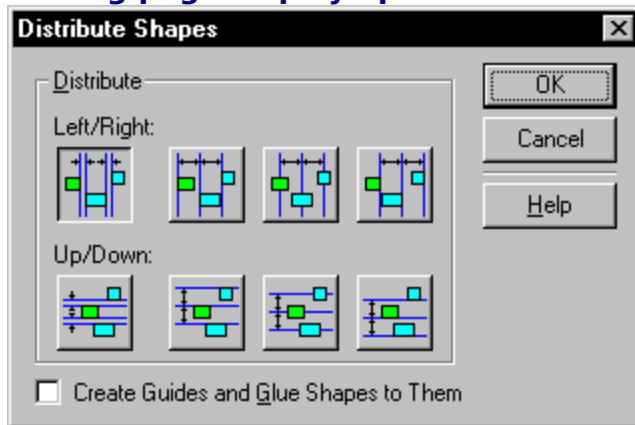 Distribute Shapes
Distribute
OK
Left/Right:
Cancel
Help
Up/Down:
Create Guides and Glue Shapes to Them